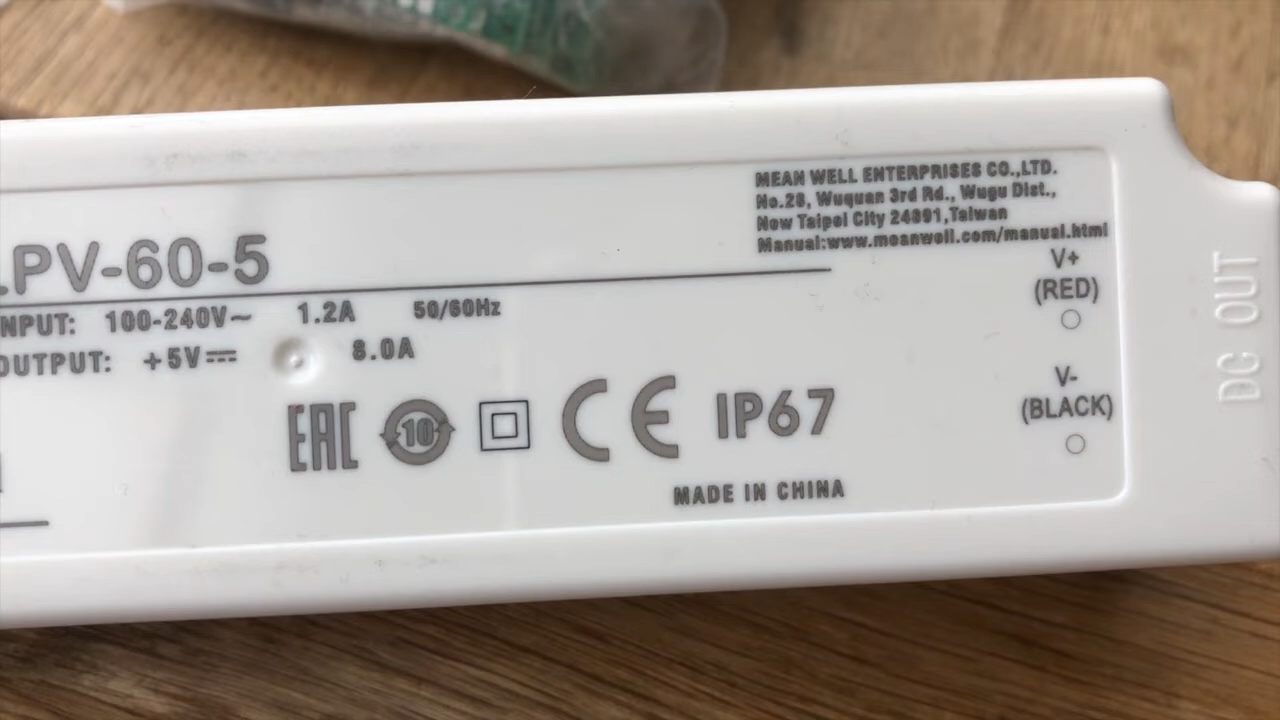 MEAN WELL ENTERPRISES CO.,LTD.
No.28, Wuquan 3rd Rd., Wugu Dist.,
New Taipei City 24891,Taiwan
Manual:www.meanwell.com/manual.html
LPV-60-5
INPUT: 100-240V~ 1.2A 50/60Hz
OUTPUT: +5V⎓ 8.0A
V+
(RED)
V-
(BLACK)
DC OUT
EAC 10 CE IP67
MADE IN CHINA